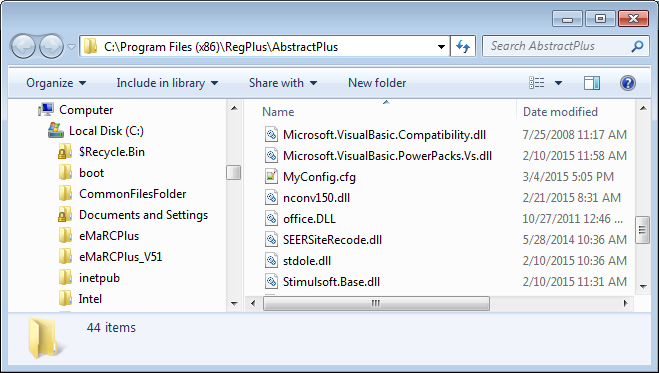 C:\Program Files (x86)\RegPlus\AbstractPlus
Search AbstractPlus
Organize Include in library Share with New folder
Computer
Local Disk (C:)
$Recycle.Bin
boot
CommonFilesFolder
Documents and Settings
eMaRCPlus
eMaRCPlus_V51
inetpub
Intel
Name Date modified
Microsoft.VisualBasic.Compatibility.dll 7/25/2008 11:17 AM
Microsoft.VisualBasic.PowerPacks.Vs.dll 2/10/2015 11:58 AM
MyConfig.cfg 3/4/2015 5:05 PM
nconv150.dll 2/21/2015 8:31 AM
office.DLL 10/27/2011 12:46 ...
SEERSiteRecode.dll 5/28/2014 10:36 AM
stdole.dll 2/10/2015 10:36 AM
Stimulsoft.Base.dll 2/10/2015 11:31 AM
44 items